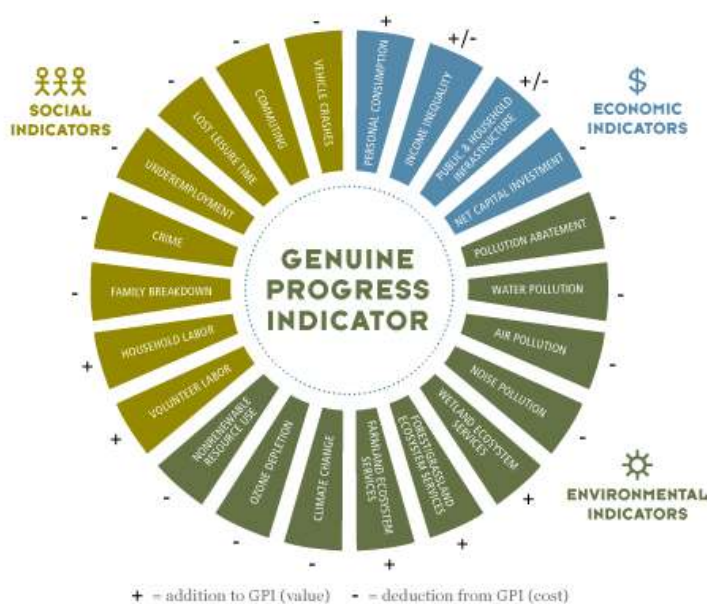 SOCIAL
INDICATORS
$
ECONOMIC
INDICATORS
GENUINE
PROGRESS
INDICATOR
+
PERSONAL CONSUMPTION
+/-
INCOME INEQUALITY
+/-
PUBLIC & HOUSEHOLD
INFRASTRUCTURE
-
NET CAPITAL INVESTMENT
-
POLLUTION ABATEMENT
-
WATER POLLUTION
-
AIR POLLUTION
-
NOISE POLLUTION
+
WETLAND ECOSYSTEM
SERVICES
+
FOREST/GRASSLAND
ECOSYSTEM SERVICES
+
FARMLAND ECOSYSTEM
SERVICES
-
CLIMATE CHANGE
-
OZONE DEPLETION
-
NONRENEWABLE
RESOURCE USE
+
VOLUNTEER LABOR
+
HOUSEHOLD LABOR
-
FAMILY BREAKDOWN
-
CRIME
-
UNDEREMPLOYMENT
-
LOST LEISURE TIME
-
COMMUTING
-
VEHICLE CRASHES
ENVIRONMENTAL
INDICATORS
+ = addition to GPI (value) - = deduction from GPI (cost)